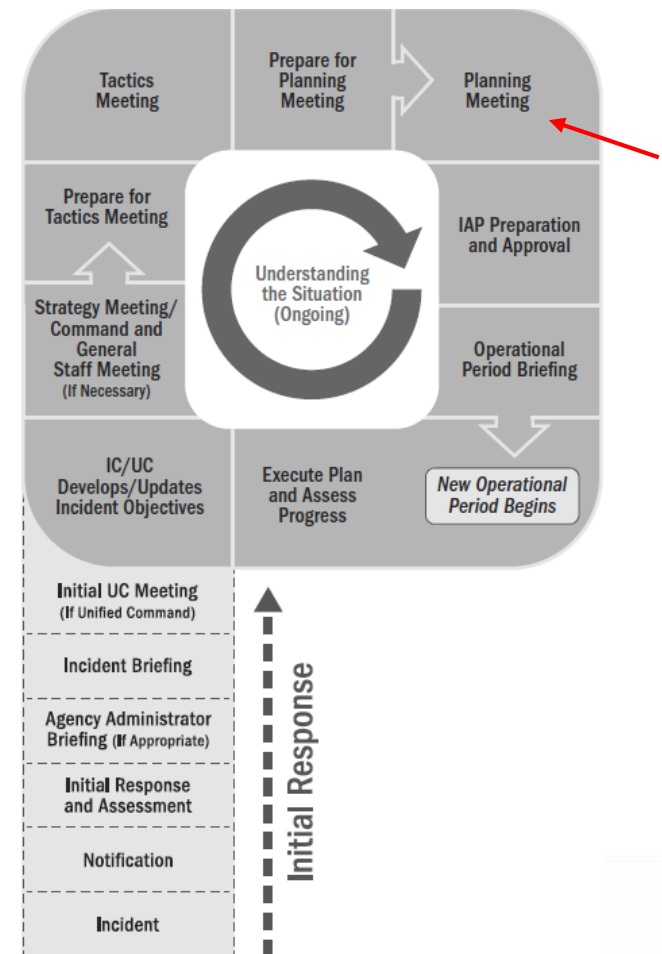 Tactics
Meeting
Prepare for
Planning
Meeting
Planning
Meeting
Prepare for
Tactics Meeting
Understanding
the Situation
(Ongoing)
IAP Preparation
and Approval
Strategy Meeting/
Command and
General
Staff Meeting
(If Necessary)
Operational
Period Briefing
IC/UC
Develops/Updates
Incident Objectives
Execute Plan
and Assess
Progress
New Operational
Period Begins
Initial UC Meeting
(If Unified Command)
Incident Briefing
Agency Administrator
Briefing (If Appropriate)
Initial Response
and Assessment
Notification
Incident
Initial Response